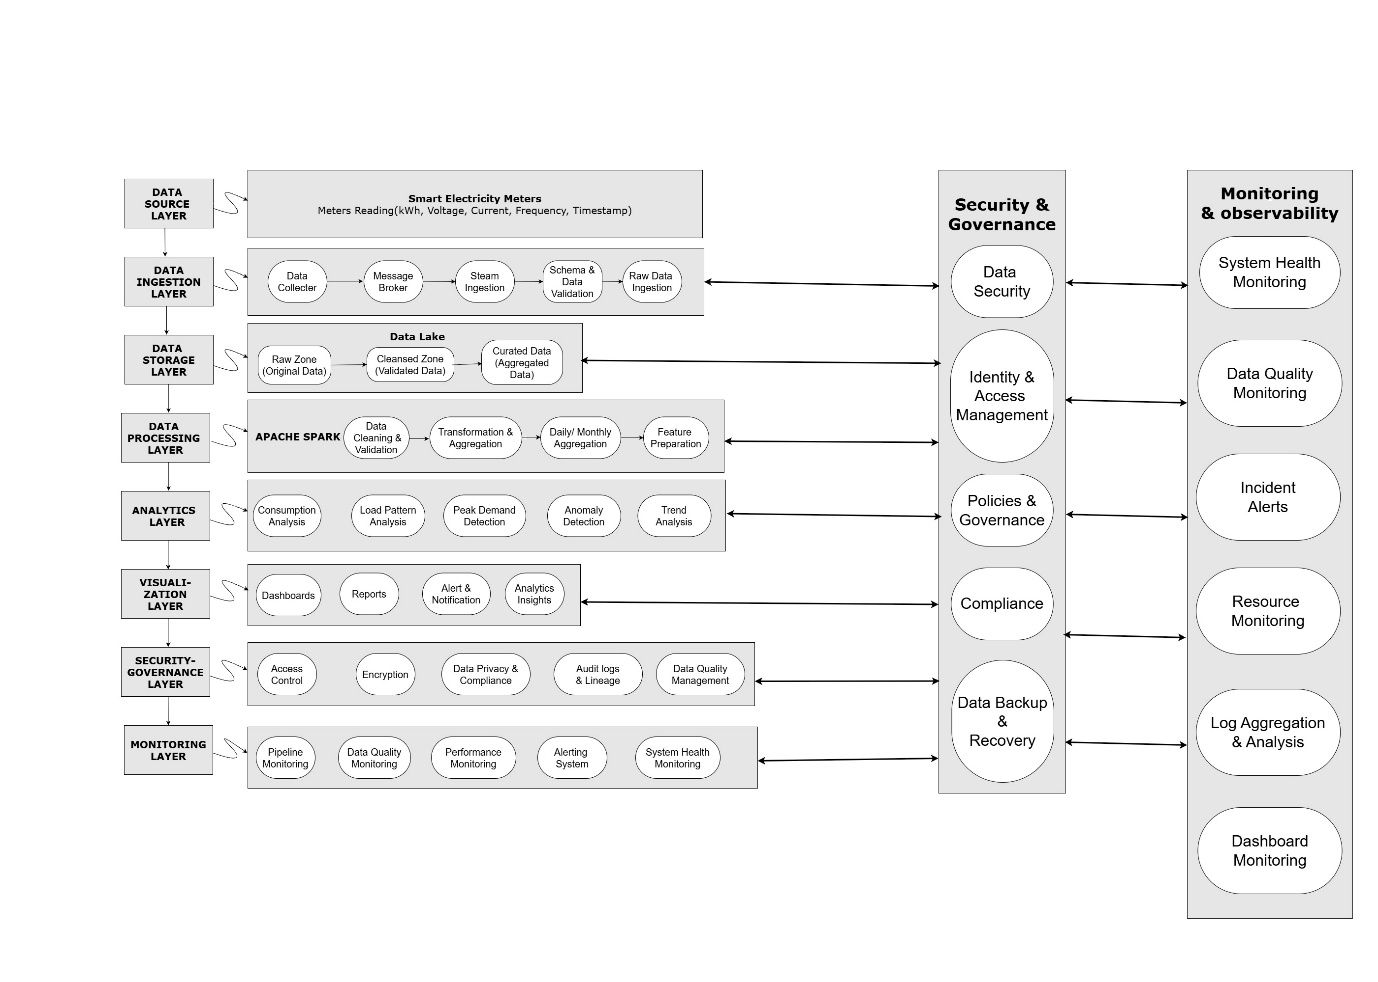 DATA
SOURCE
LAYER
Smart Electricity Meters
Meters Reading(kWh, Voltage, Current, Frequency, Timestamp)
DATA
INGESTION
LAYER
Data
Collecter
Message
Broker
Steam
Ingestion
Schema &
Data
Validation
Raw Data
Ingestion
DATA
STORAGE
LAYER
Data Lake
Raw Zone
(Original Data)
Cleansed Zone
(Validated Data)
Curated Data
(Aggregated
Data)
DATA
PROCESSING
LAYER
APACHE SPARK
Data
Cleaning &
Validation
Transformation &
Aggregation
Daily/ Monthly
Aggregation
Feature
Preparation
ANALYTICS
LAYER
Consumption
Analysis
Load Pattern
Analysis
Peak Demand
Detection
Anomaly
Detection
Trend
Analysis
VISUALI-
ZATION
LAYER
Dashboards
Reports
Alert &
Notification
Analytics
Insights
SECURITY-
GOVERNANCE
LAYER
Access
Control
Encryption
Data Privacy &
Compliance
Audit logs
& Lineage
Data Quality
Management
MONITORING
LAYER
Pipeline
Monitoring
Data Quality
Monitoring
Performance
Monitoring
Alerting
System
System Health
Monitoring
Security &
Governance
Data
Security
Identity &
Access
Management
Policies &
Governance
Compliance
Data Backup
&
Recovery
Monitoring
& observability
System Health
Monitoring
Data Quality
Monitoring
Incident
Alerts
Resource
Monitoring
Log Aggregation
& Analysis
Dashboard
Monitoring